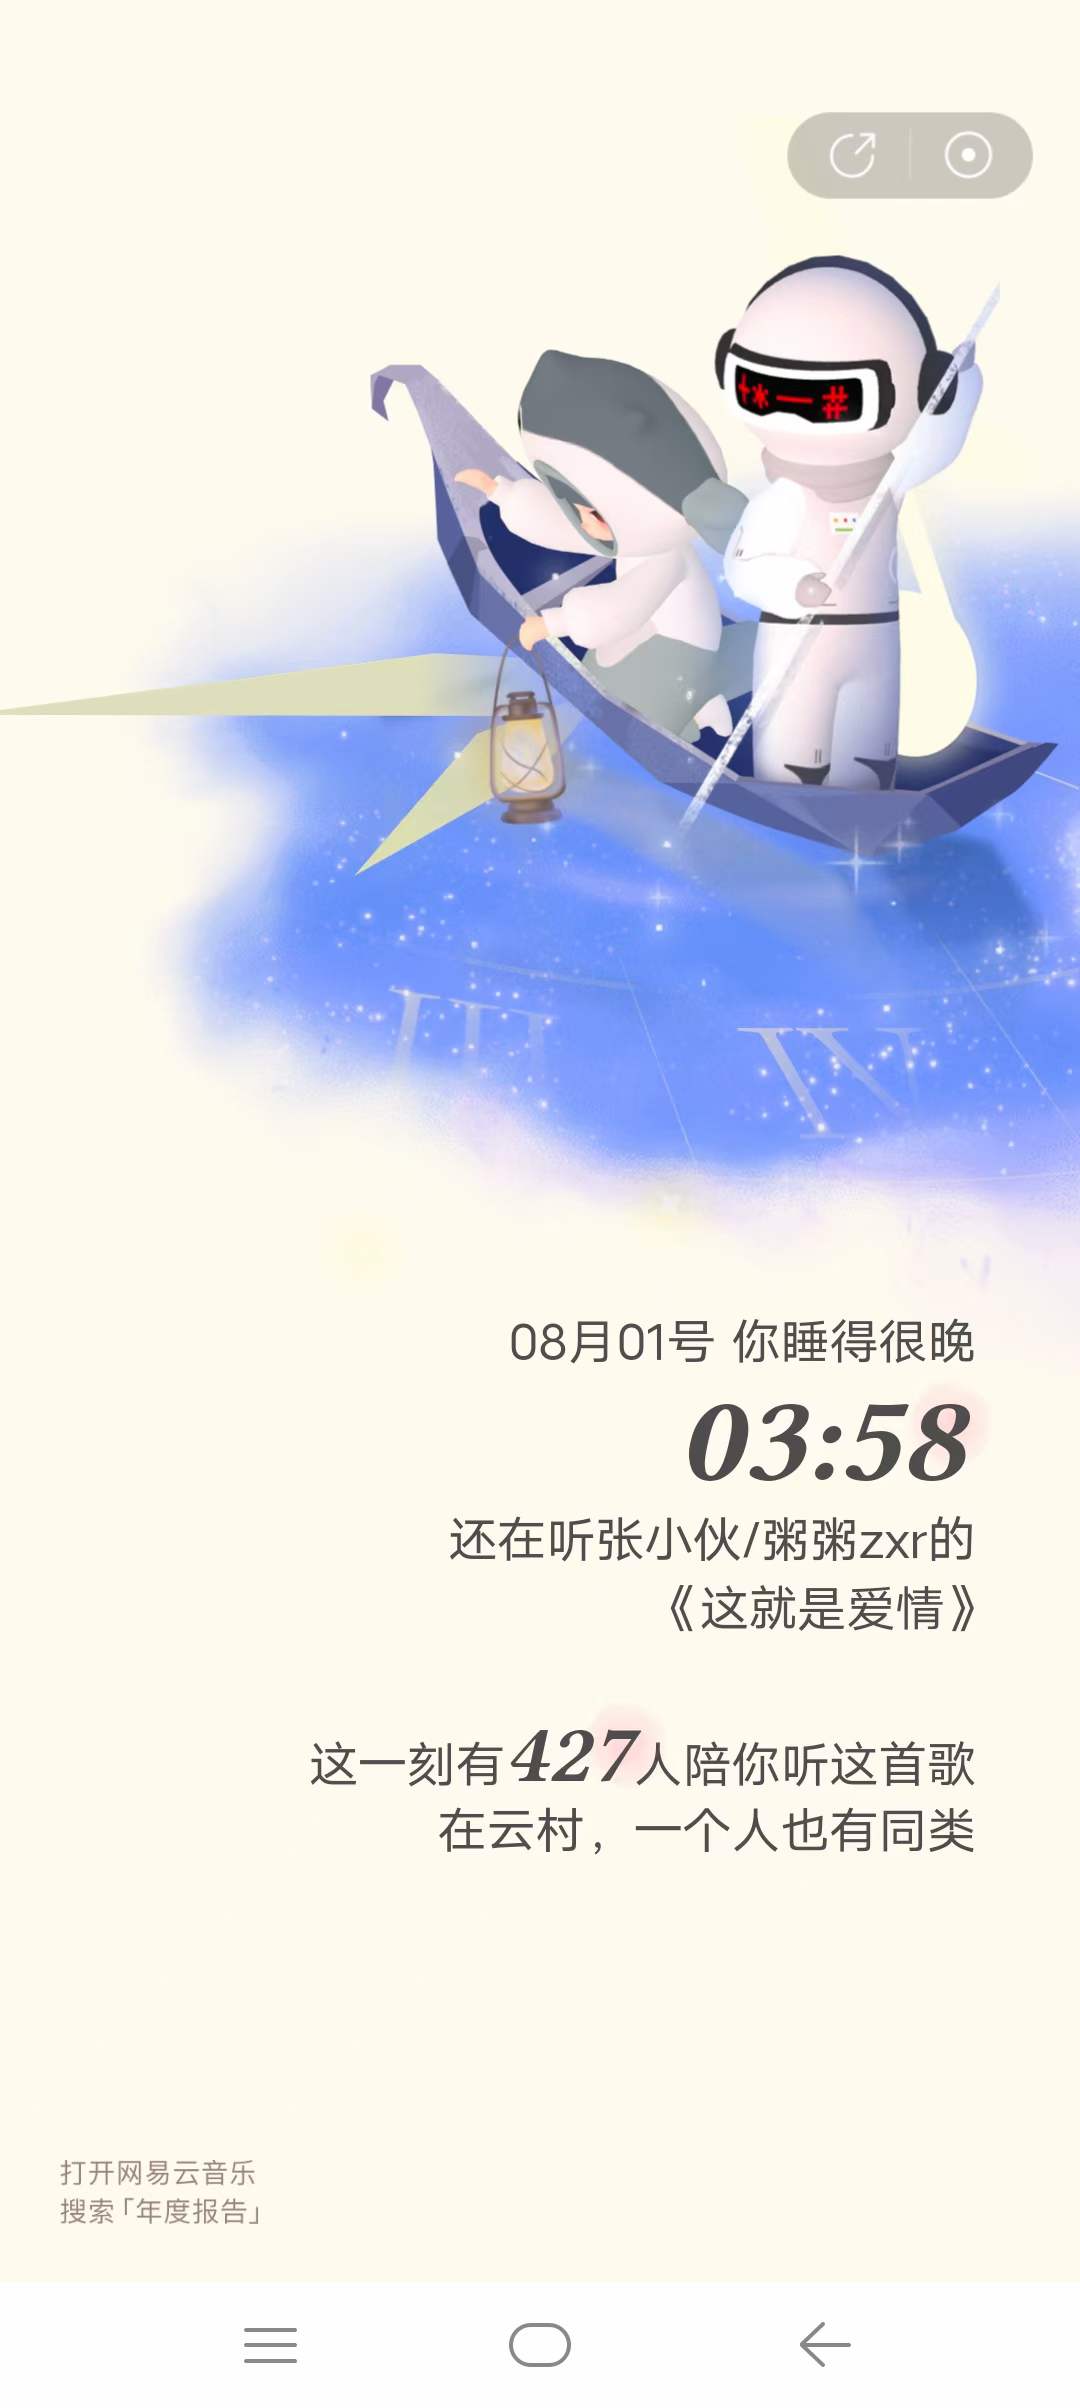 †*一#
III
IV
08月01号 你睡得很晚
03:58
还在听张小伙/粥粥zxr的
《这就是爱情》
这一刻有427人陪你听这首歌
在云村，一个人也有同类
打开网易云音乐
搜索「年度报告」